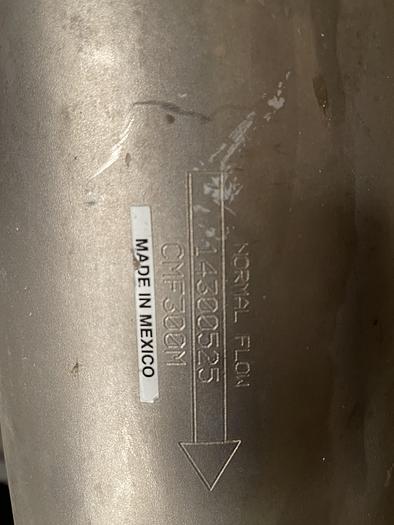 NORMAL FLOW
14300525
CMF300M
MADE IN MEXICO